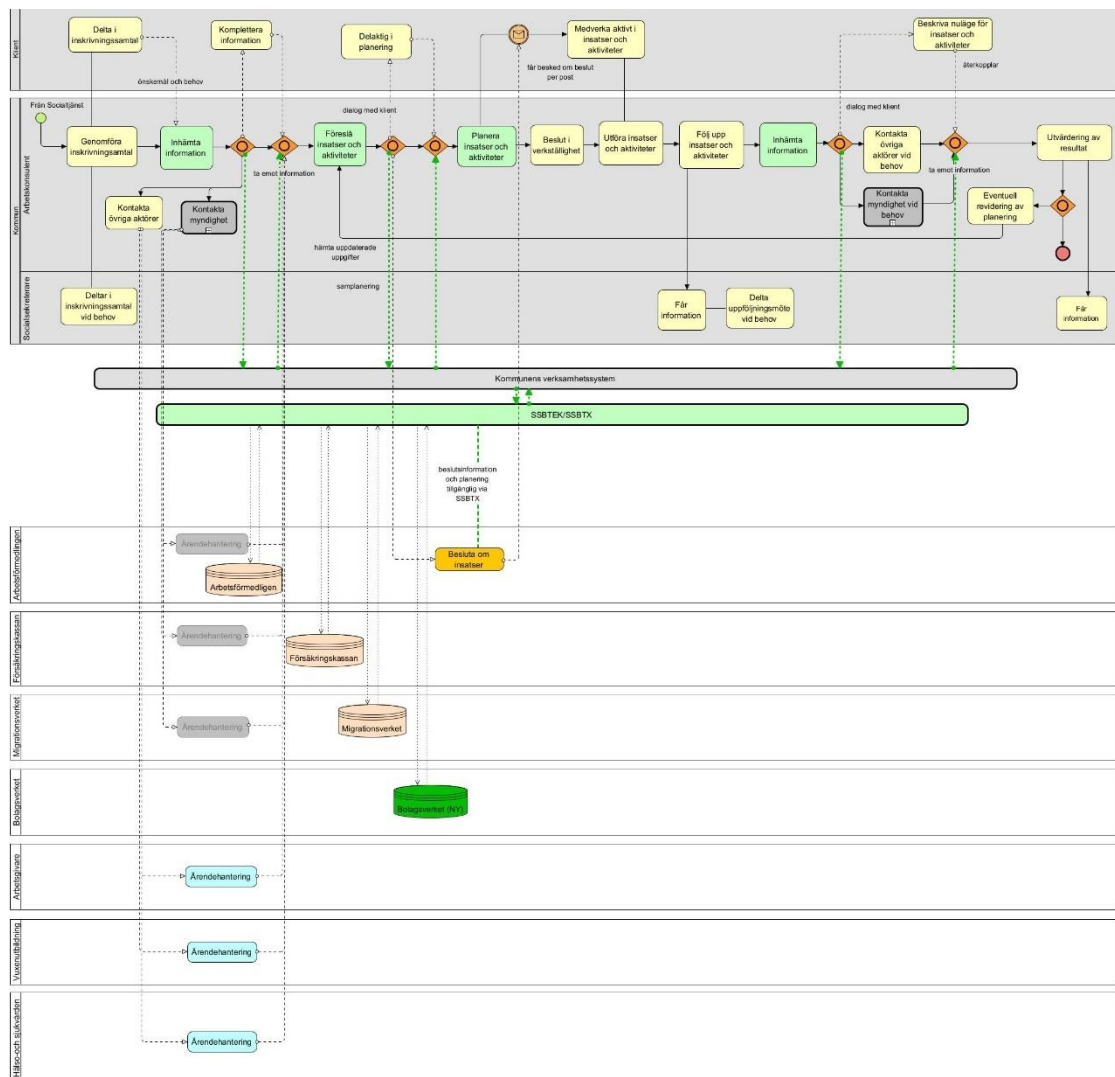 Klient
Delta i
inskrivningssamtal
Komplettera
information
Delaktig i
planering
Medverka aktivt i
insatser och
aktiviteter
Beskriva nuläge för
insatser och
aktiviteter
önskemål och behov
får besked om beslut
per post
återkopplar
Kommun
Arbetskonsulent
Från Socialtjänst
dialog med klient
dialog med klient
Genomföra
inskrivningsamtal
Inhämta
information
Föreslå
insatser och
aktiviteter
Planera
insatser och
aktiviteter
Beslut i
verkställighet
Utföra insatser
och aktiviteter
Följ upp
insatser och
aktiviteter
Inhämta
information
Kontakta
övriga
aktörer vid
behov
Utvärdering av
resultat
ta emot information
ta emot information
Kontakta
övriga aktörer
Kontakta
myndighet
Kontakta
myndighet vid
behov
Eventuell
revidering av
planering
hämta uppdaterade
uppgifter
Socialsekreterare
samplanering
Deltar i
inskrivningssamtal
vid behov
Får
information
Delta
uppföljningsmöte
vid behov
Får
information
Kommunens verksamhetssystem
SSBTEK/SSBTX
beslutsinformation
och planering
tillgänglig via
SSBTX
Arbetsförmedlingen
Ärendehantering
Besluta om
insatser
Arbetsförmedligen
Försäkringskassan
Ärendehantering
Försäkringskassan
Migrationsverket
Ärendehantering
Migrationsverket
Bolagsverket
Bolagsverket (NY)
Arbetsgivare
Ärendehantering
Vuxenutbildning
Ärendehantering
Hälso-och sjukvården
Ärendehantering